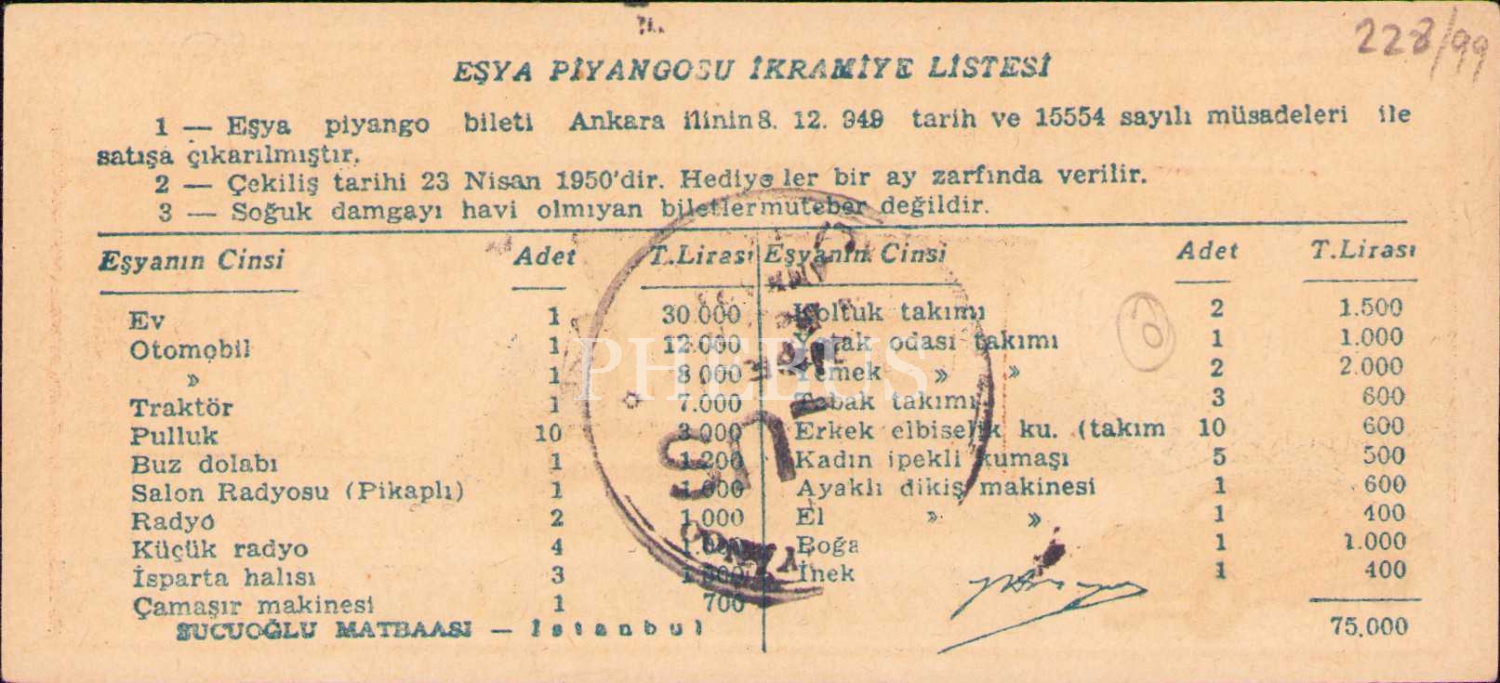 228/99
EŞYA PİYANGOSU İKRAMİYE LİSTESİ
1 — Eşya piyango bileti Ankara ilinin 8. 12. 949 tarih ve 15554 sayılı müsadeleri ile
satışa çıkarılmıştır.
2 — Çekiliş tarihi 23 Nisan 1950'dir. Hediyeler bir ay zarfında verilir.
3 — Soğuk damgayı havi olmıyan biletler muteber değildir.
Eşyanın Cinsi Adet T.Lirası
Ev 1 30.000
Otomobil 1 12.000
» 1 8 000
Traktör 1 7.000
Pulluk 10 3.000
Buz dolabı 1 1.200
Salon Radyosu (Pikaplı) 1 1.000
Radyo 2 1.000
Küçük radyo 4
İsparta halısı 3
Çamaşır makinesi 1 700
Eşyanın Cinsi Adet T.Lirası
Koltuk takımı 2 1.500
Yatak odası takımı 1 1.000
Yemek » » 2 2.000
Tabak takımı 3 600
Erkek elbiselik ku. (takım 10 600
Kadın ipekli kumaşı 5 500
Ayaklı dikiş makinesi 1 600
El » » 1 400
Boğa 1 1.000
İnek 1 400
75.000
SUCUOĞLU MATBAASI — İstanbul
PHEBUS